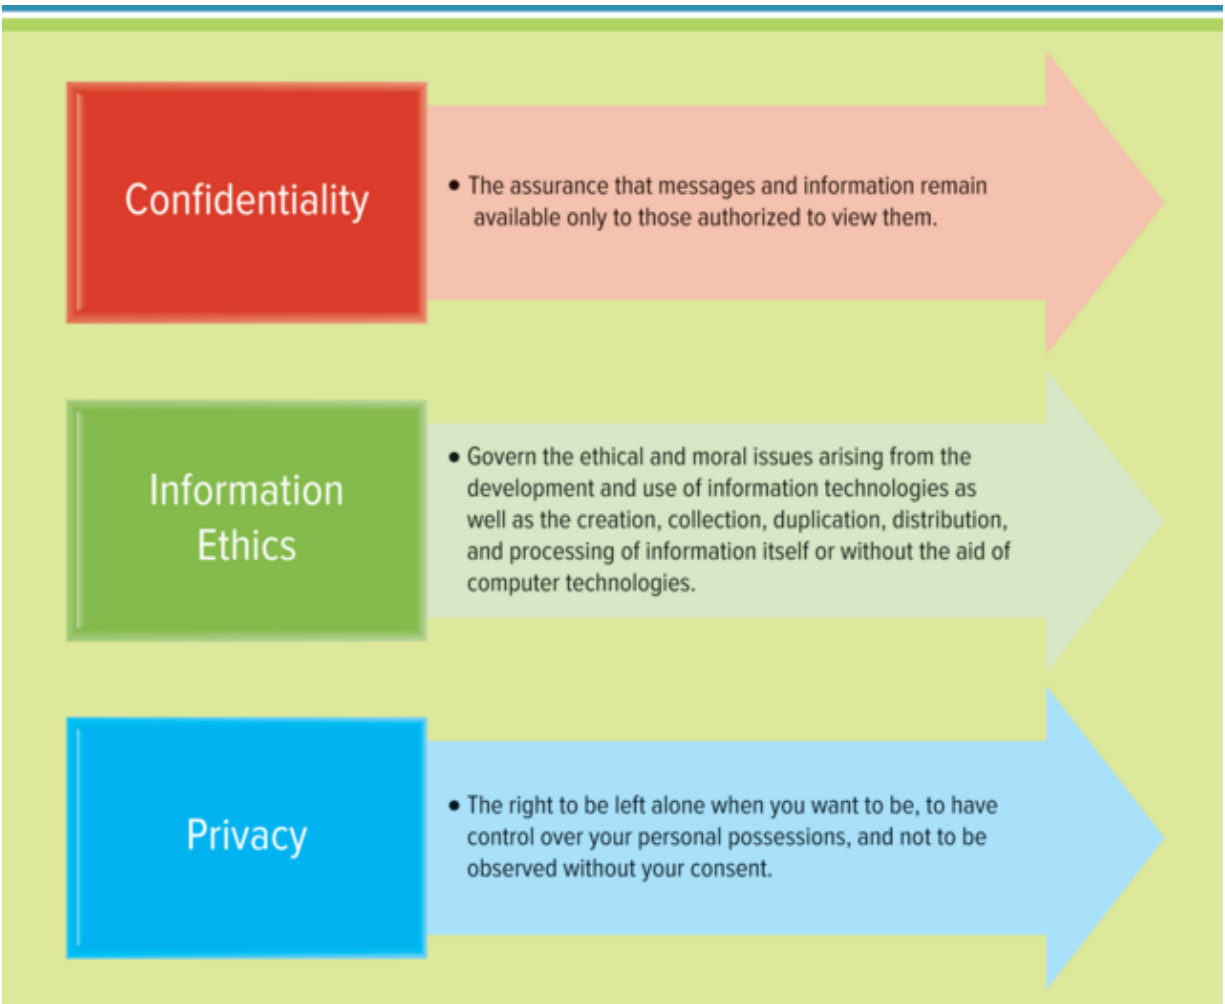 Confidentiality
• The assurance that messages and information remain
available only to those authorized to view them.
Information
Ethics
• Govern the ethical and moral issues arising from the
development and use of information technologies as
well as the creation, collection, duplication, distribution,
and processing of information itself or without the aid of
computer technologies.
Privacy
• The right to be left alone when you want to be, to have
control over your personal possessions, and not to be
observed without your consent.